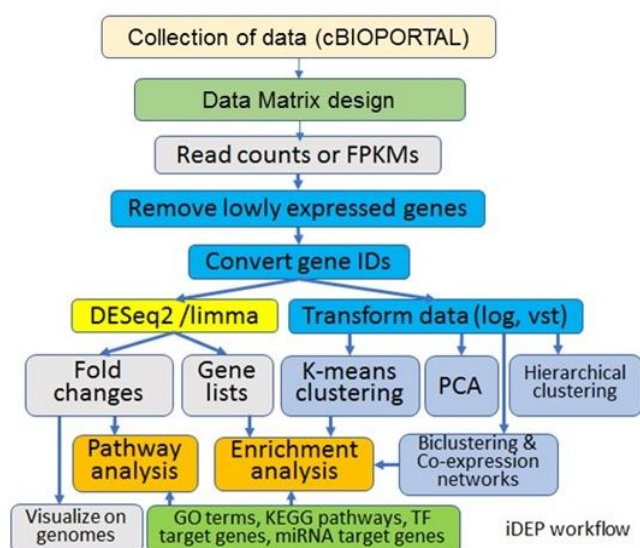 Collection of data (cBIOPORTAL)
Data Matrix design
Read counts or FPKMs
Remove lowly expressed genes
Convert gene IDs
DESeq2 /limma
Transform data (log, vst)
Fold
changes
Gene
lists
K-means
clustering
PCA
Hierarchical
clustering
Pathway
analysis
Enrichment
analysis
Biclustering &
Co-expression
networks
Visualize on
genomes
GO terms, KEGG pathways, TF
target genes, miRNA target genes
iDEP workflow